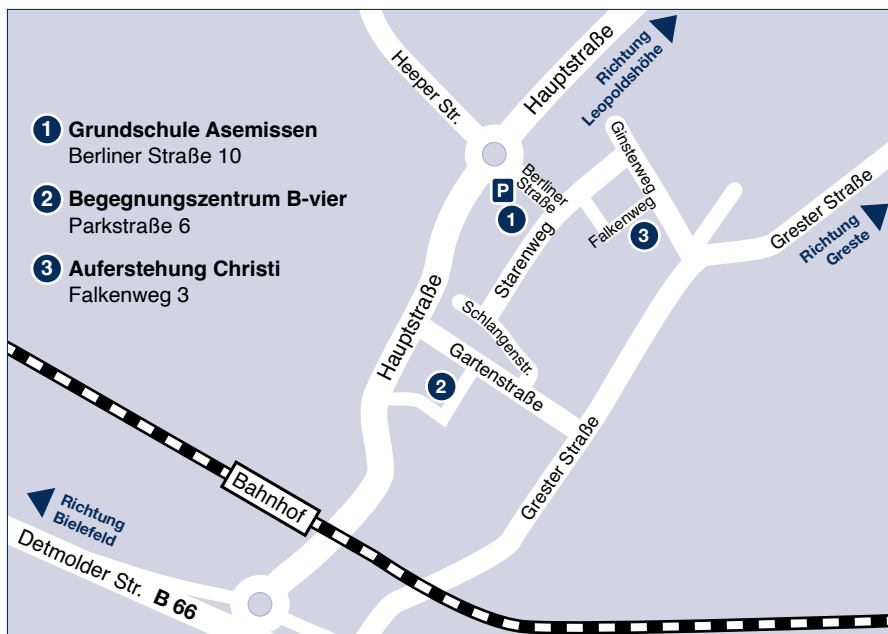 1 Grundschule Asemissen
Berliner Straße 10
2 Begegnungszentrum B-vier
Parkstraße 6
3 Auferstehung Christi
Falkenweg 3
Heeper Str.
Hauptstraße
Richtung
Leopoldshöhe
Ginsterweg
P
Berliner
Straße
1
Falkenweg
3
Grester Straße
Richtung
Greste
Starenweg
Schlangenstr.
Hauptstraße
Gartenstraße
2
Grester Straße
Bahnhof
Richtung
Bielefeld
Detmolder Str. B 66